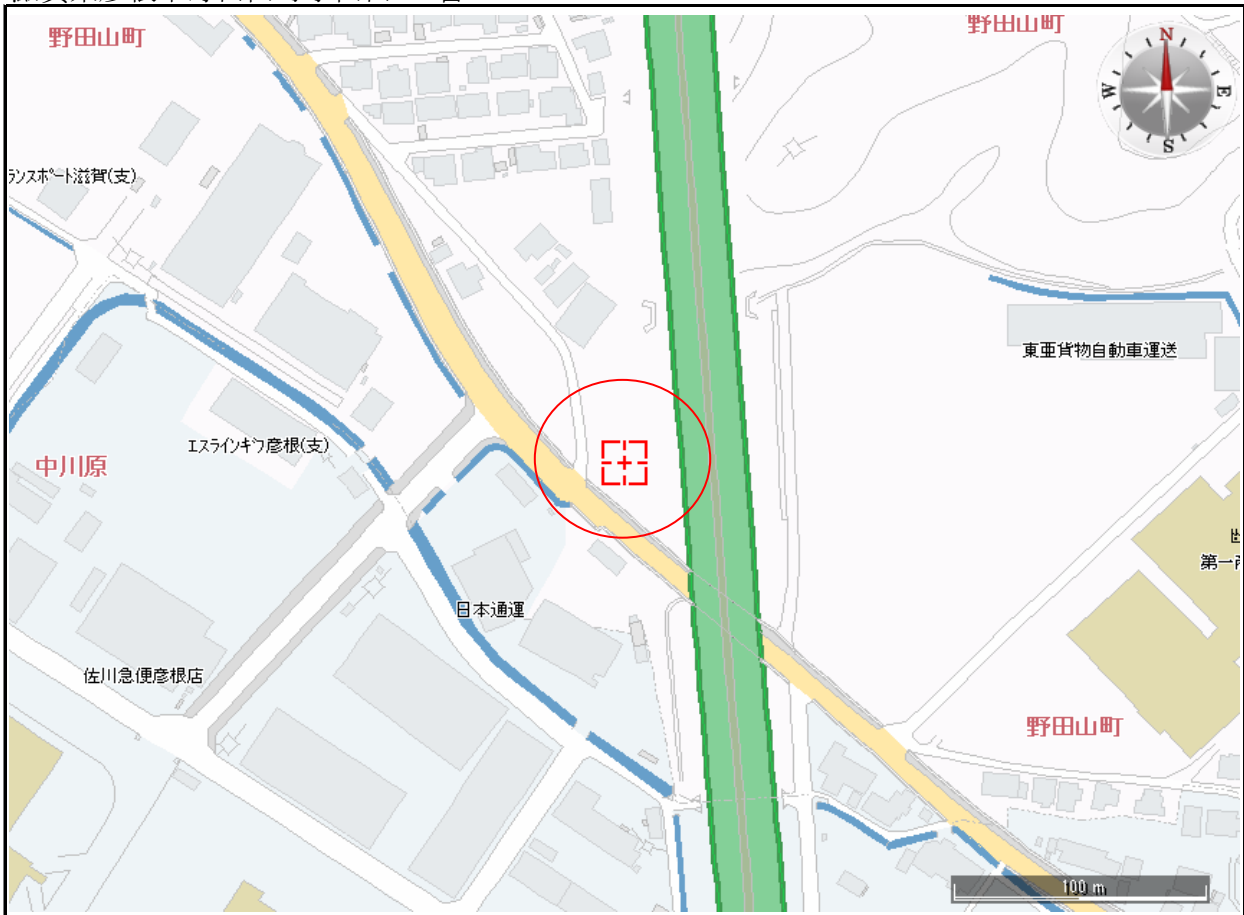 野田山町
野田山町
N
W
E
S
ランスポート滋賀(支)
東亜貨物自動車運送
エスラインギフ彦根(支)
中川原
第一
日本通運
佐川急便彦根店
野田山町
100 m